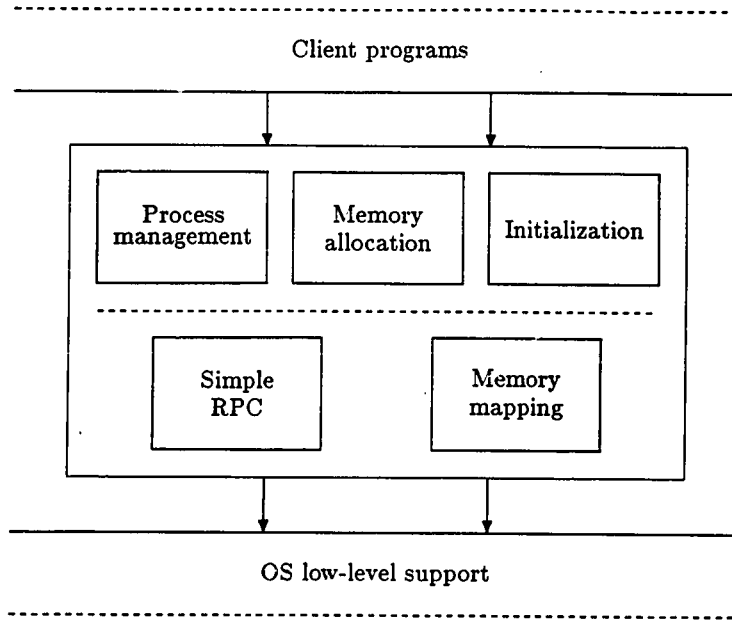 Client programs
Process
management
Memory
allocation
Initialization
Simple
RPC
Memory
mapping
OS low-level support